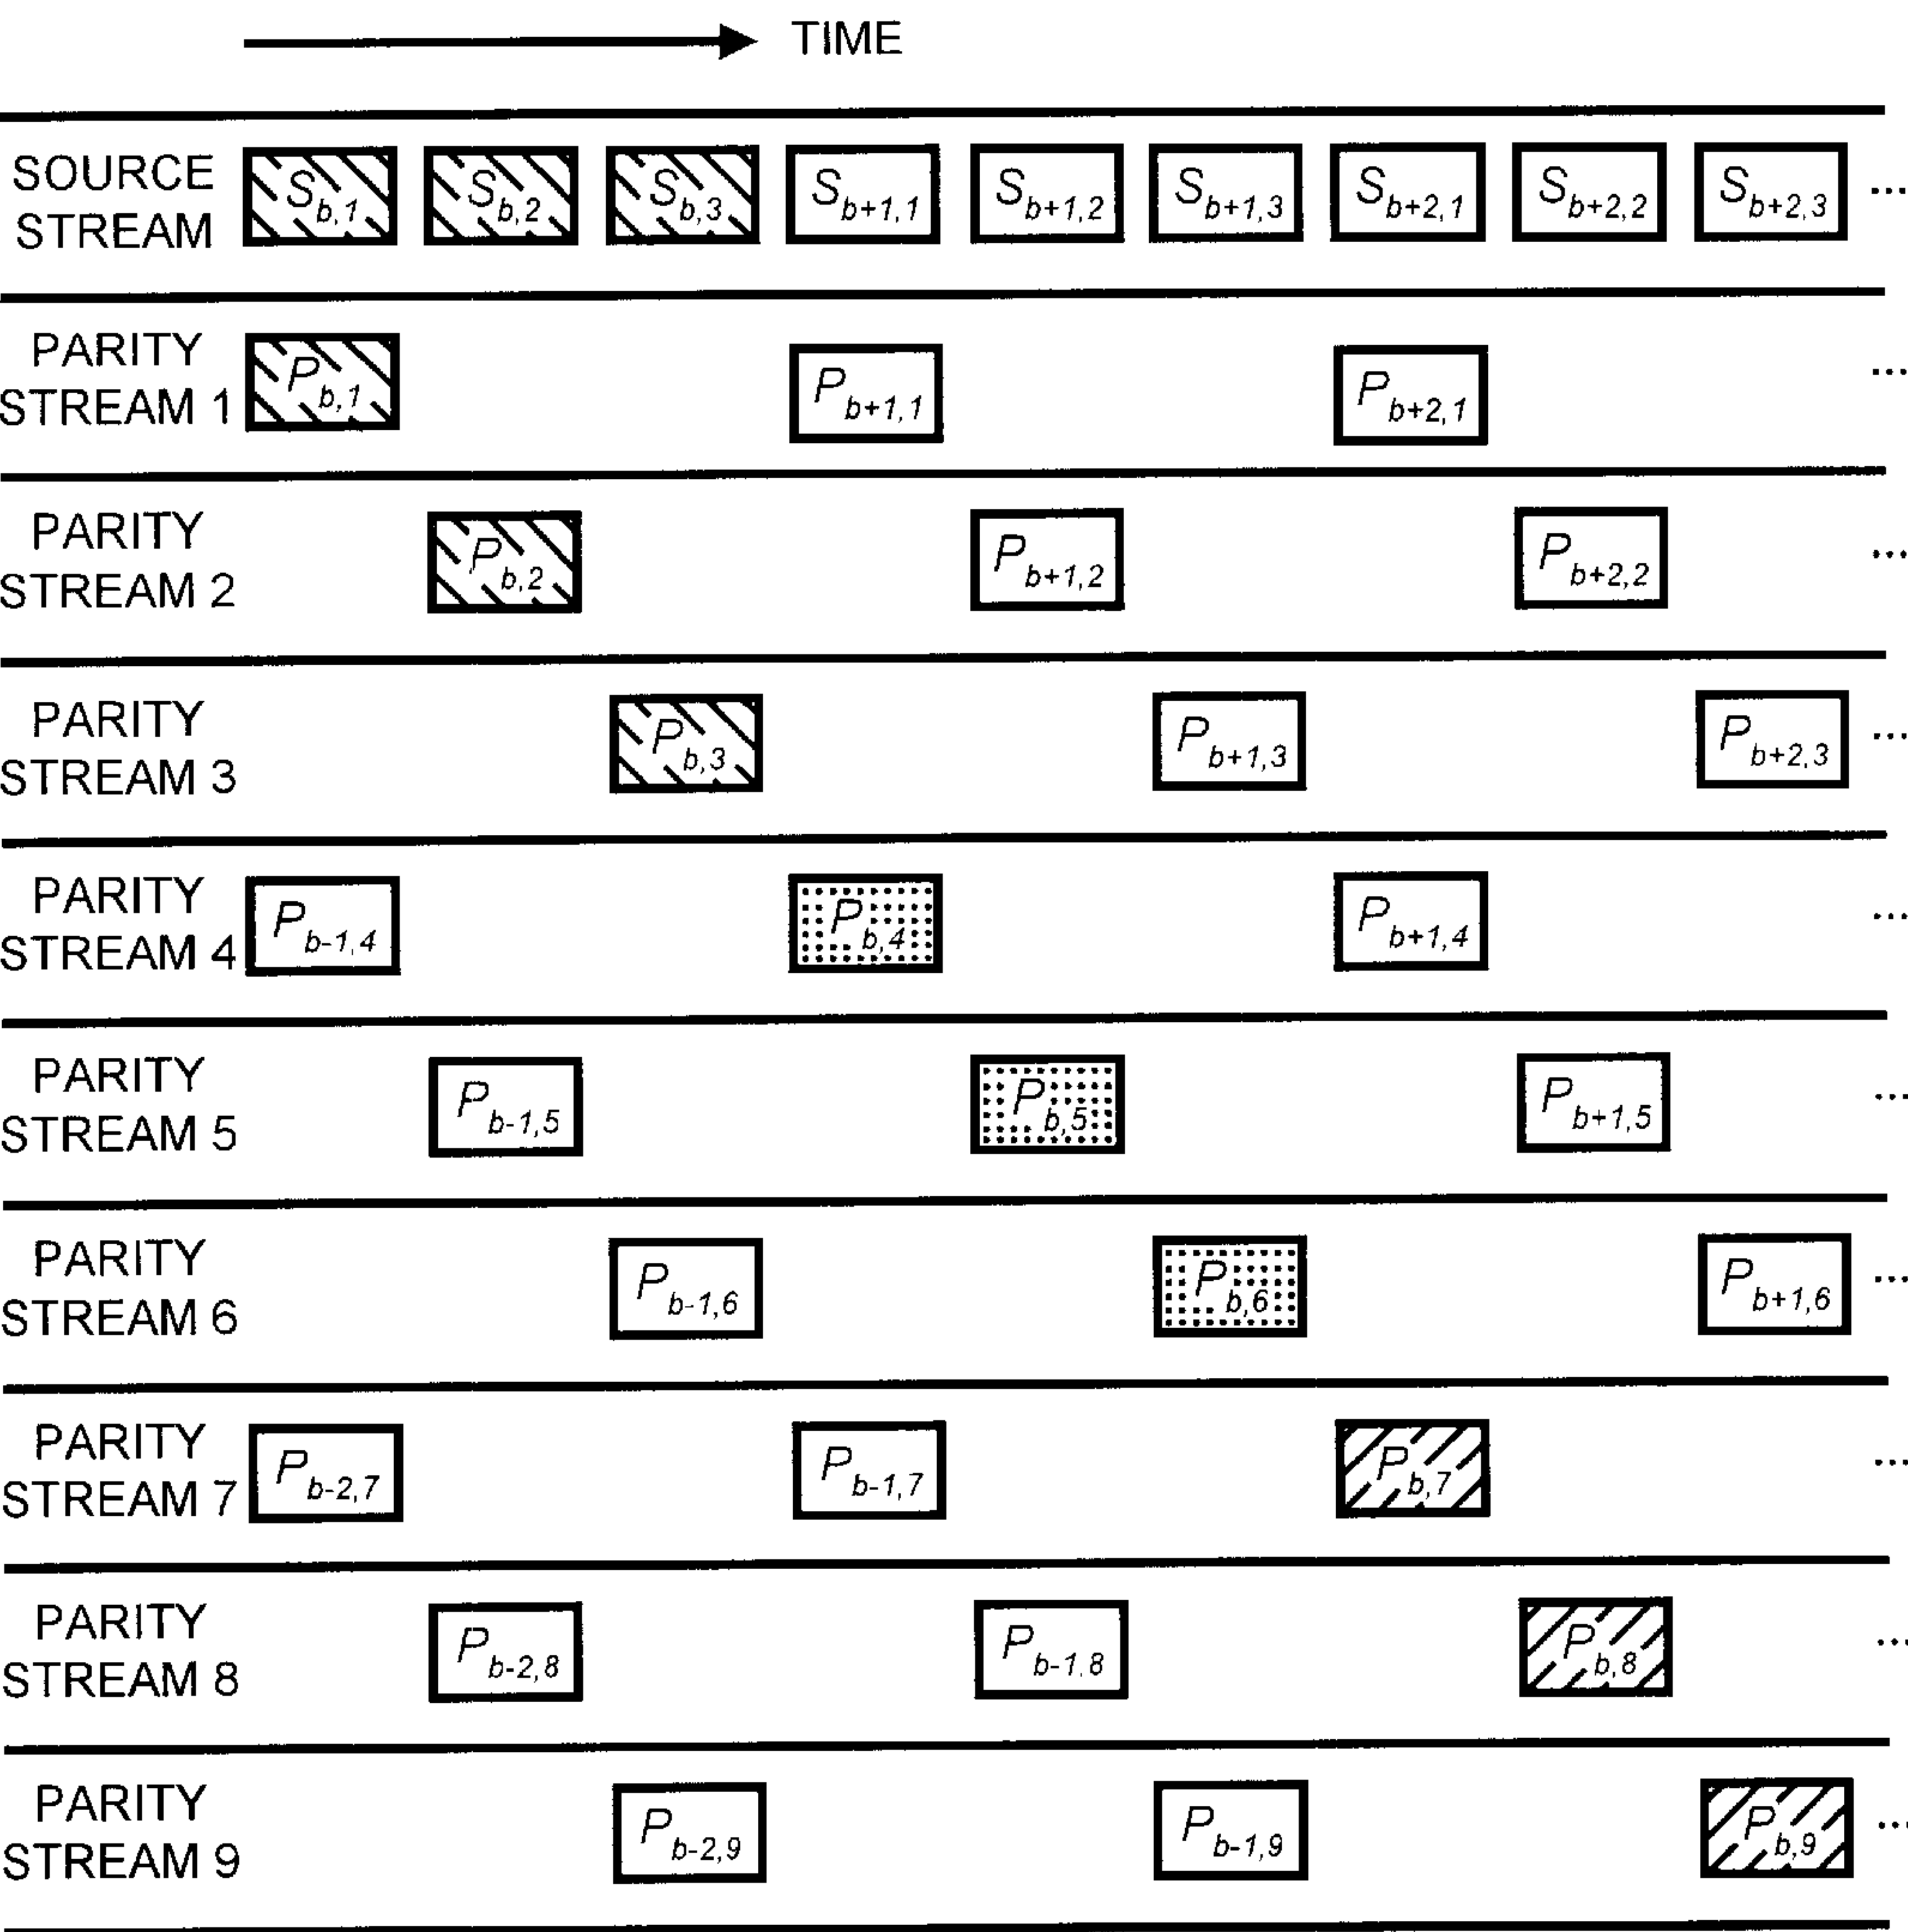 TIME
SOURCE
STREAM
S b,1 S b,2 S b,3 S b+1,1 S b+1,2 S b+1,3 S b+2,1 S b+2,2 S b+2,3 ...
PARITY
STREAM 1
P b,1 P b+1,1 P b+2,1 ...
PARITY
STREAM 2
P b,2 P b+1,2 P b+2,2 ...
PARITY
STREAM 3
P b,3 P b+1,3 P b+2,3 ...
PARITY
STREAM 4
P b-1,4 P b,4 P b+1,4 ...
PARITY
STREAM 5
P b-1,5 P b,5 P b+1,5 ...
PARITY
STREAM 6
P b-1,6 P b,6 P b+1,6 ...
PARITY
STREAM 7
P b-2,7 P b-1,7 P b,7 ...
PARITY
STREAM 8
P b-2,8 P b-1,8 P b,8 ...
PARITY
STREAM 9
P b-2,9 P b-1,9 P b,9 ...